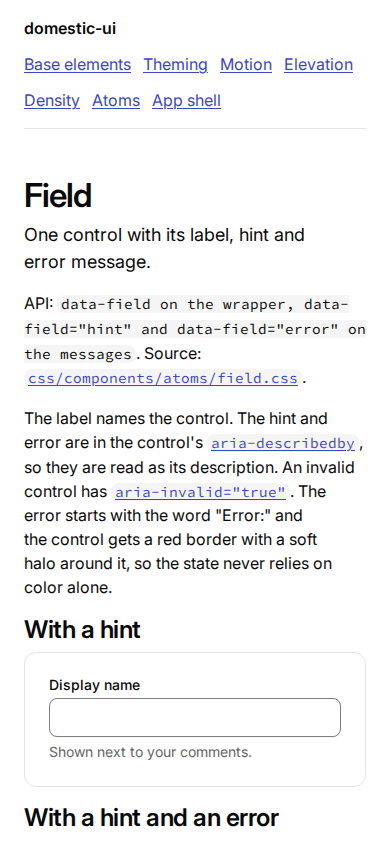 domestic-ui
Base elements Theming Motion Elevation
Density Atoms App shell
Field
One control with its label, hint and
error message.
API: data-field on the wrapper, data-
field="hint" and data-field="error" on
the messages. Source:
css/components/atoms/field.css.
The label names the control. The hint and
error are in the control's aria-describedby,
so they are read as its description. An invalid
control has aria-invalid="true". The
error starts with the word "Error:" and
the control gets a red border with a soft
halo around it, so the state never relies on
color alone.
With a hint
Display name
Shown next to your comments.
With a hint and an error